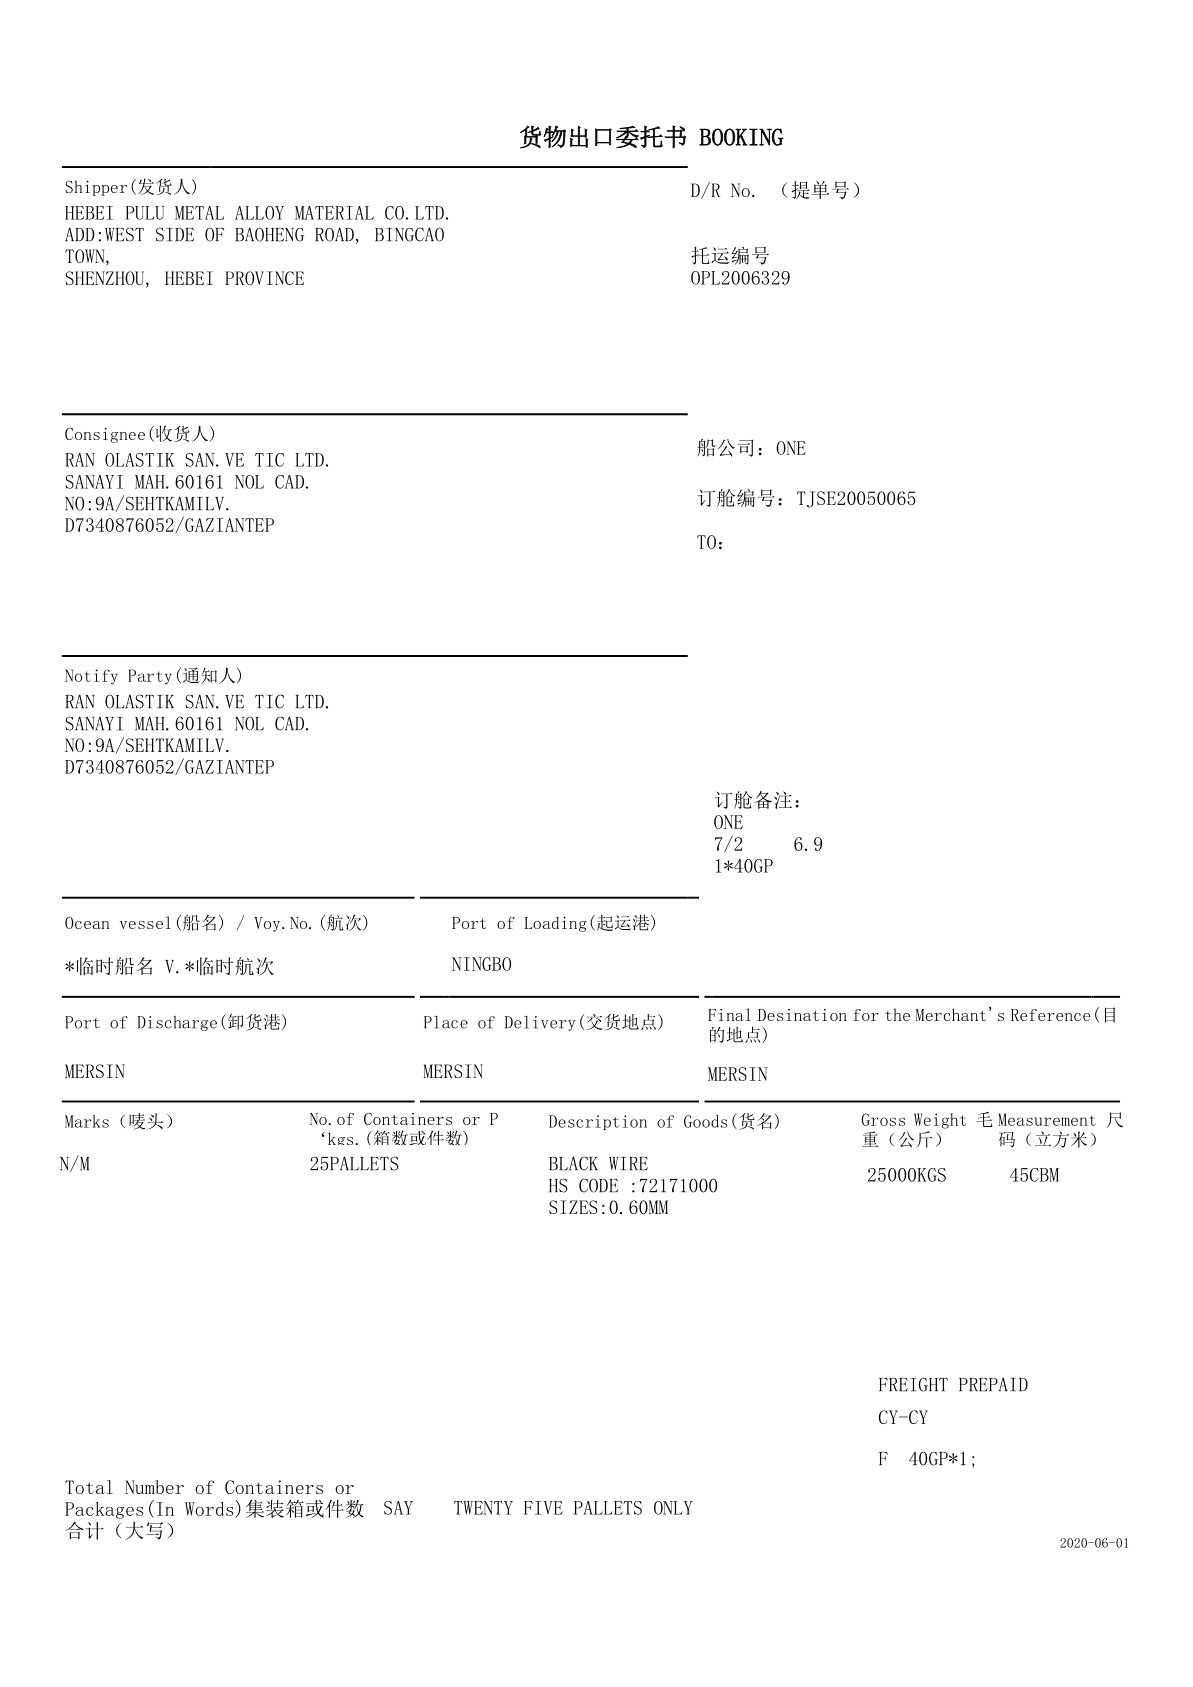 货物出口委托书 BOOKING
Shipper(发货人)
HEBEI PULU METAL ALLOY MATERIAL CO.LTD.
ADD:WEST SIDE OF BAOHENG ROAD, BINGCAO
TOWN,
SHENZHOU, HEBEI PROVINCE
D/R No. （提单号）
托运编号
OPL2006329
Consignee(收货人)
RAN OLASTIK SAN.VE TIC LTD.
SANAYI MAH.60161 NOL CAD.
NO:9A/SEHTKAMILV.
D7340876052/GAZIANTEP
船公司：ONE
订舱编号：TJSE20050065
TO：
Notify Party(通知人)
RAN OLASTIK SAN.VE TIC LTD.
SANAYI MAH.60161 NOL CAD.
NO:9A/SEHTKAMILV.
D7340876052/GAZIANTEP
订舱备注：
ONE
7/2 6.9
1*40GP
Ocean vessel(船名) / Voy.No.(航次)
*临时船名 V.*临时航次
Port of Loading(起运港)
NINGBO
Port of Discharge(卸货港)
MERSIN
Place of Delivery(交货地点)
MERSIN
Final Desination for the Merchant's Reference(目
的地点)
MERSIN
Marks（唛头）
N/M
No.of Containers or P
‘kgs.(箱数或件数)
25PALLETS
Description of Goods(货名)
BLACK WIRE
HS CODE :72171000
SIZES:0.60MM
Gross Weight 毛
重（公斤）
25000KGS
Measurement 尺
码（立方米）
45CBM
FREIGHT PREPAID
CY-CY
F 40GP*1;
Total Number of Containers or
Packages(In Words)集装箱或件数 SAY TWENTY FIVE PALLETS ONLY
合计（大写）
2020-06-01